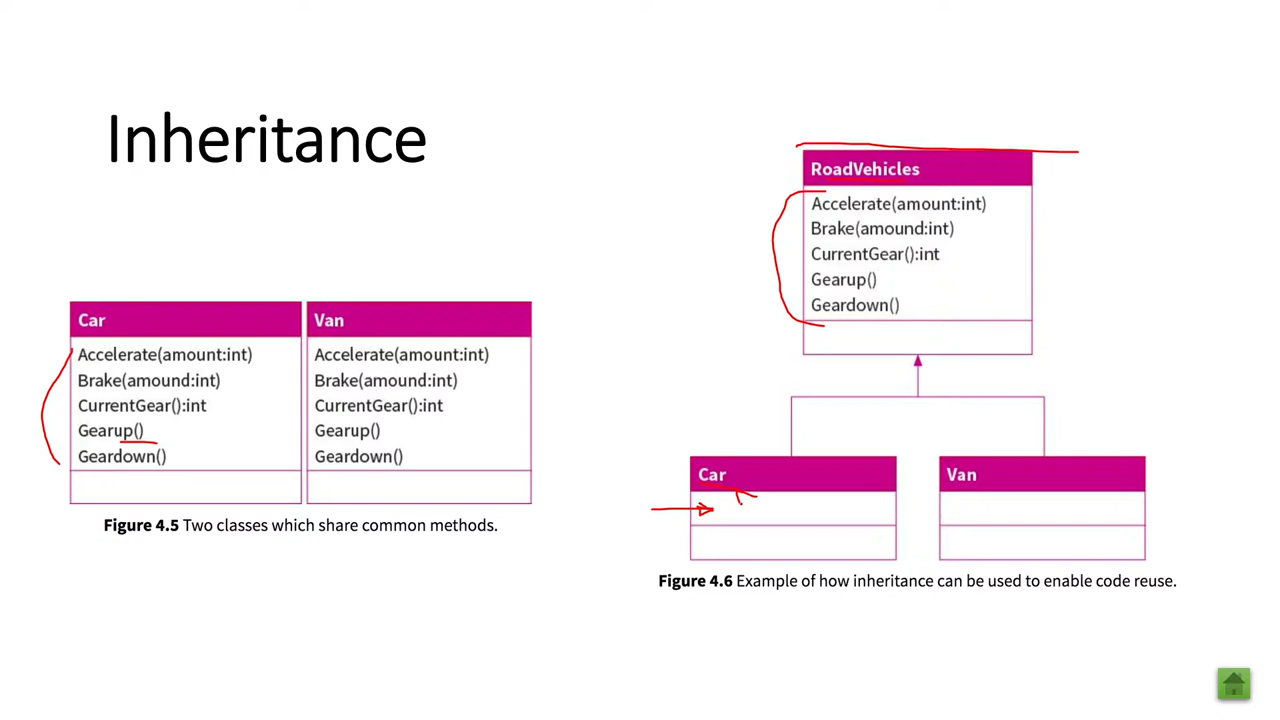 Inheritance
Car
Accelerate(amount:int)
Brake(amound:int)
CurrentGear():int
Gearup()
Geardown()
Van
Accelerate(amount:int)
Brake(amound:int)
CurrentGear():int
Gearup()
Geardown()
Figure 4.5 Two classes which share common methods.
RoadVehicles
Accelerate(amount:int)
Brake(amound:int)
CurrentGear():int
Gearup()
Geardown()
Car
Van
Figure 4.6 Example of how inheritance can be used to enable code reuse.